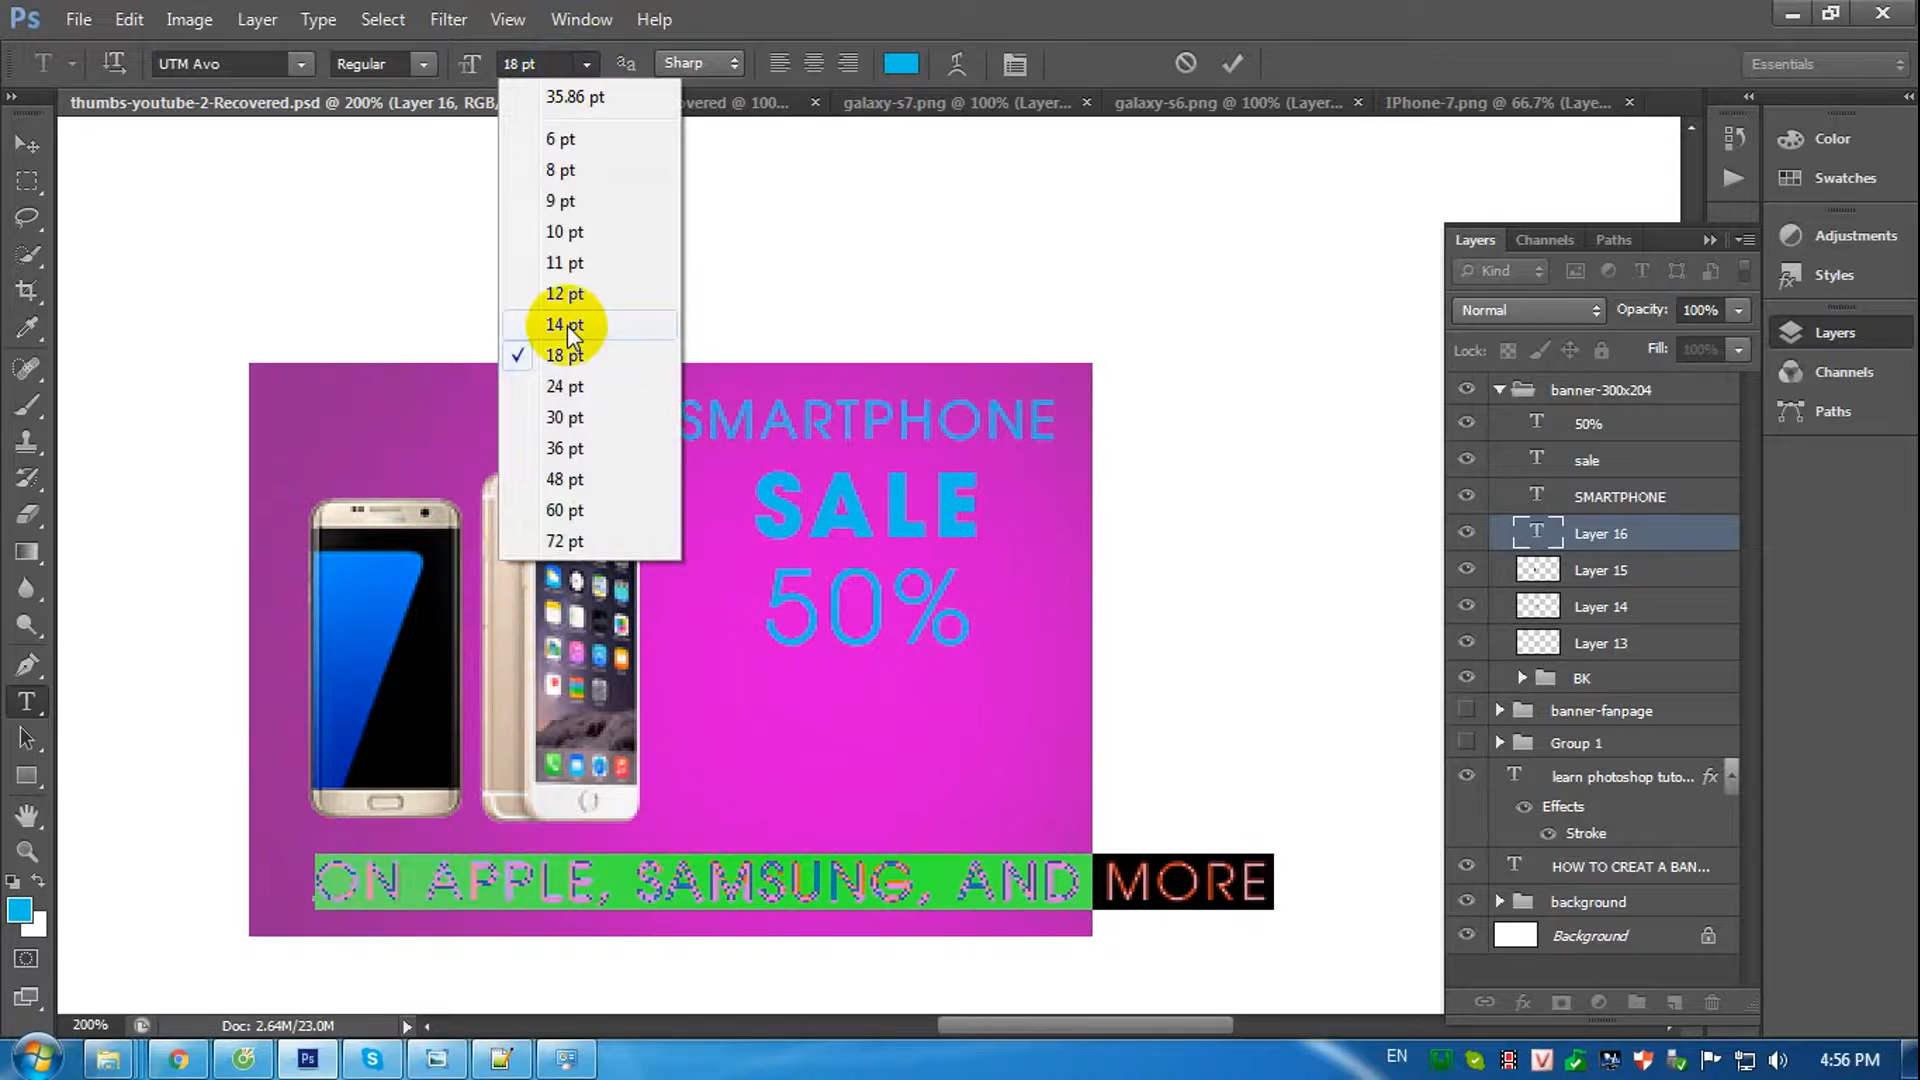 Ps File Edit Image Layer Type Select Filter View Window Help
T UTM Avo Regular 18 pt aa Sharp Essentials
thumbs-youtube-2-Recovered.psd @ 200% (Layer 16, RGB/ overed @ 100... galaxy-s7.png @ 100% (Layer... galaxy-s6.png @ 100% (Layer... IPhone-7.png @ 66.7% (Laye...
35.86 pt
6 pt
8 pt
9 pt
10 pt
11 pt
12 pt
14 pt
18 pt
24 pt
30 pt
36 pt
48 pt
60 pt
72 pt
SMARTPHONE
SALE
50%
ON APPLE, SAMSUNG, AND MORE
Color
Swatches
Adjustments
Styles
Layers
Channels
Paths
Layers Channels Paths
Kind
Normal Opacity: 100%
Lock: Fill: 100%
banner-300x204
T 50%
T sale
T SMARTPHONE
T Layer 16
Layer 15
Layer 14
Layer 13
BK
banner-fanpage
Group 1
T learn photoshop tuto... fx
Effects
Stroke
T HOW TO CREAT A BAN...
background
Background
fx
200% Doc: 2.64M/23.0M
Ps EN V 4:56 PM